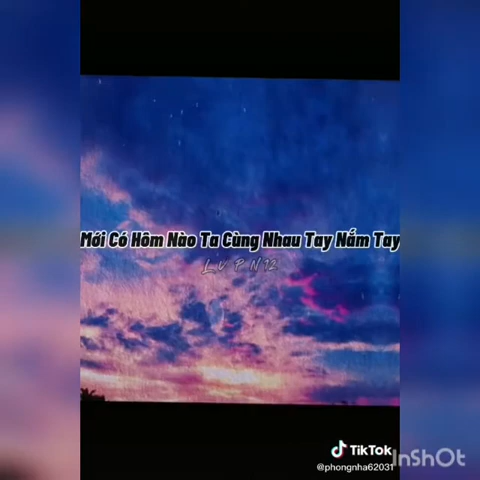 Mới Có Hôm Nào Ta Cùng Nhau Tay Nắm Tay
L v P N 12
TikTok
@phongnha62031
InShOt